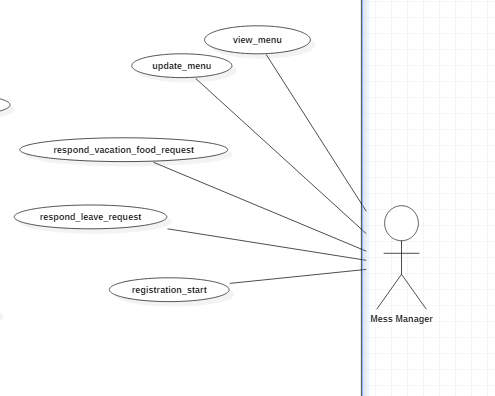 view_menu
update_menu
respond_vacation_food_request
respond_leave_request
registration_start
Mess Manager